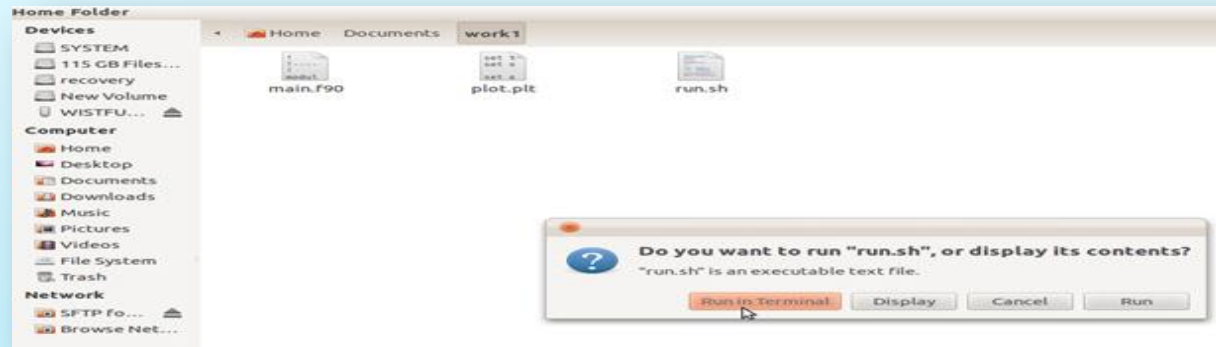 Home Folder
Devices
SYSTEM
115 GB Files...
recovery
New Volume
WISTFU...
Computer
Home
Desktop
Documents
Downloads
Music
Pictures
Videos
File System
Trash
Network
SFTP fo...
Browse Net...
Home Documents work1
main.f90 plot.plt run.sh
Do you want to run "run.sh", or display its contents?
"run.sh" is an executable text file.
Run in Terminal Display Cancel Run